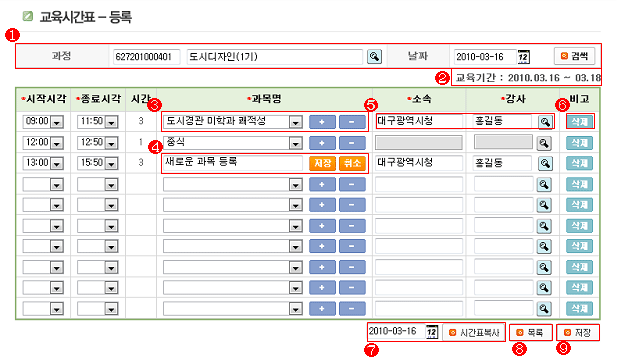 교육시간표 - 등록
1
과정 627201000401 도시디자인(1기) 날짜 2010-03-16 12 검색
2 교육기간 : 2010.03.16 ~ 03.18
*시작시각 *종료시각 시간 3 *과목명 5 *소속 *강사 6 비고
09:00 11:50 3 도시경관 미학과 쾌적성 + - 대구광역시청 홍길동 삭제
12:00 12:50 1 4 중식 + - 삭제
13:00 15:50 3 새로운 과목 등록 저장 취소 대구광역시청 홍길동 삭제
+ - 삭제
+ - 삭제
+ - 삭제
+ - 삭제
+ - 삭제
+ - 삭제
+ - 삭제
2010-03-16 12 시간표복사 목록 저장
7 8 9